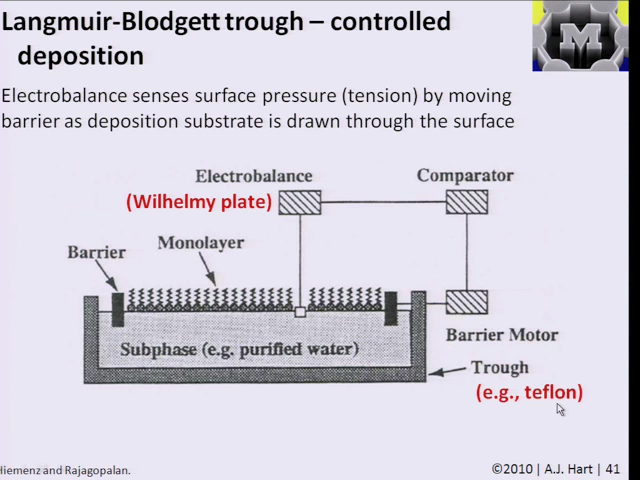 Langmuir-Blodgett trough – controlled
deposition
Electrobalance senses surface pressure (tension) by moving
barrier as deposition substrate is drawn through the surface
Electrobalance
Comparator
(Wilhelmy plate)
Monolayer
Barrier
Barrier Motor
Subphase (e.g. purified water)
Trough
(e.g., teflon)
Hiemenz and Rajagopalan.
©2010 | A.J. Hart | 41
M